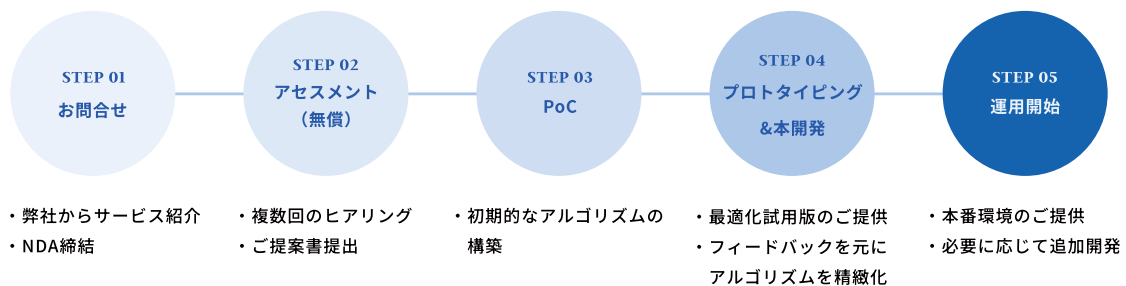 STEP 01
お問合せ
STEP 02
アセスメント
（無償）
STEP 03
PoC
STEP 04
プロトタイピング
&本開発
STEP 05
運用開始
・弊社からサービス紹介
・NDA締結
・複数回のヒアリング
・ご提案書提出
・初期的なアルゴリズムの
構築
・最適化試用版のご提供
・フィードバックを元に
アルゴリズムを精緻化
・本番環境のご提供
・必要に応じて追加開発